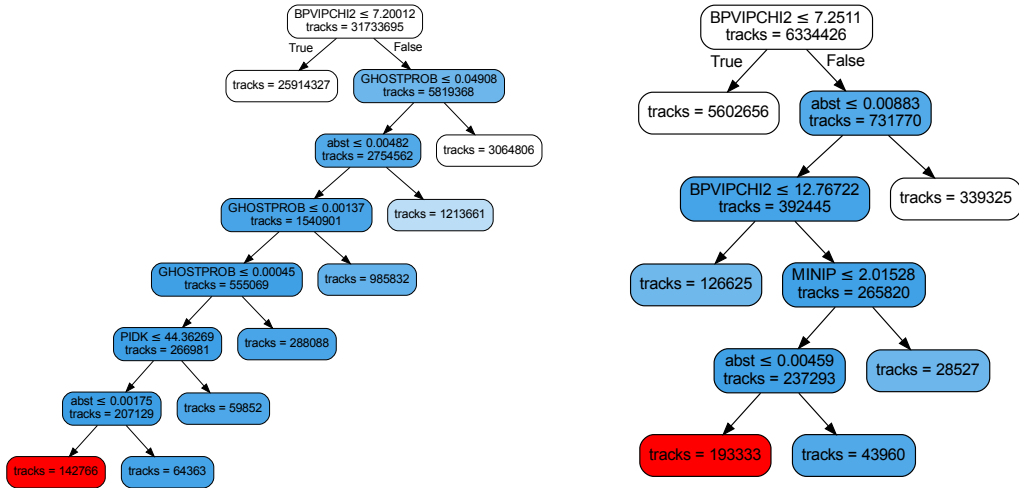 BPVIPCHI2 ≤ 7.20012
tracks = 31733695
True
False
tracks = 25914327
GHOSTPROB ≤ 0.04908
tracks = 5819368
abst ≤ 0.00482
tracks = 2754562
tracks = 3064806
GHOSTPROB ≤ 0.00137
tracks = 1540901
tracks = 1213661
GHOSTPROB ≤ 0.00045
tracks = 555069
tracks = 985832
PIDK ≤ 44.36269
tracks = 266981
tracks = 288088
abst ≤ 0.00175
tracks = 207129
tracks = 59852
tracks = 142766
tracks = 64363
BPVIPCHI2 ≤ 7.2511
tracks = 6334426
True
False
tracks = 5602656
abst ≤ 0.00883
tracks = 731770
BPVIPCHI2 ≤ 12.76722
tracks = 392445
tracks = 339325
tracks = 126625
MINIP ≤ 2.01528
tracks = 265820
abst ≤ 0.00459
tracks = 237293
tracks = 28527
tracks = 193333
tracks = 43960